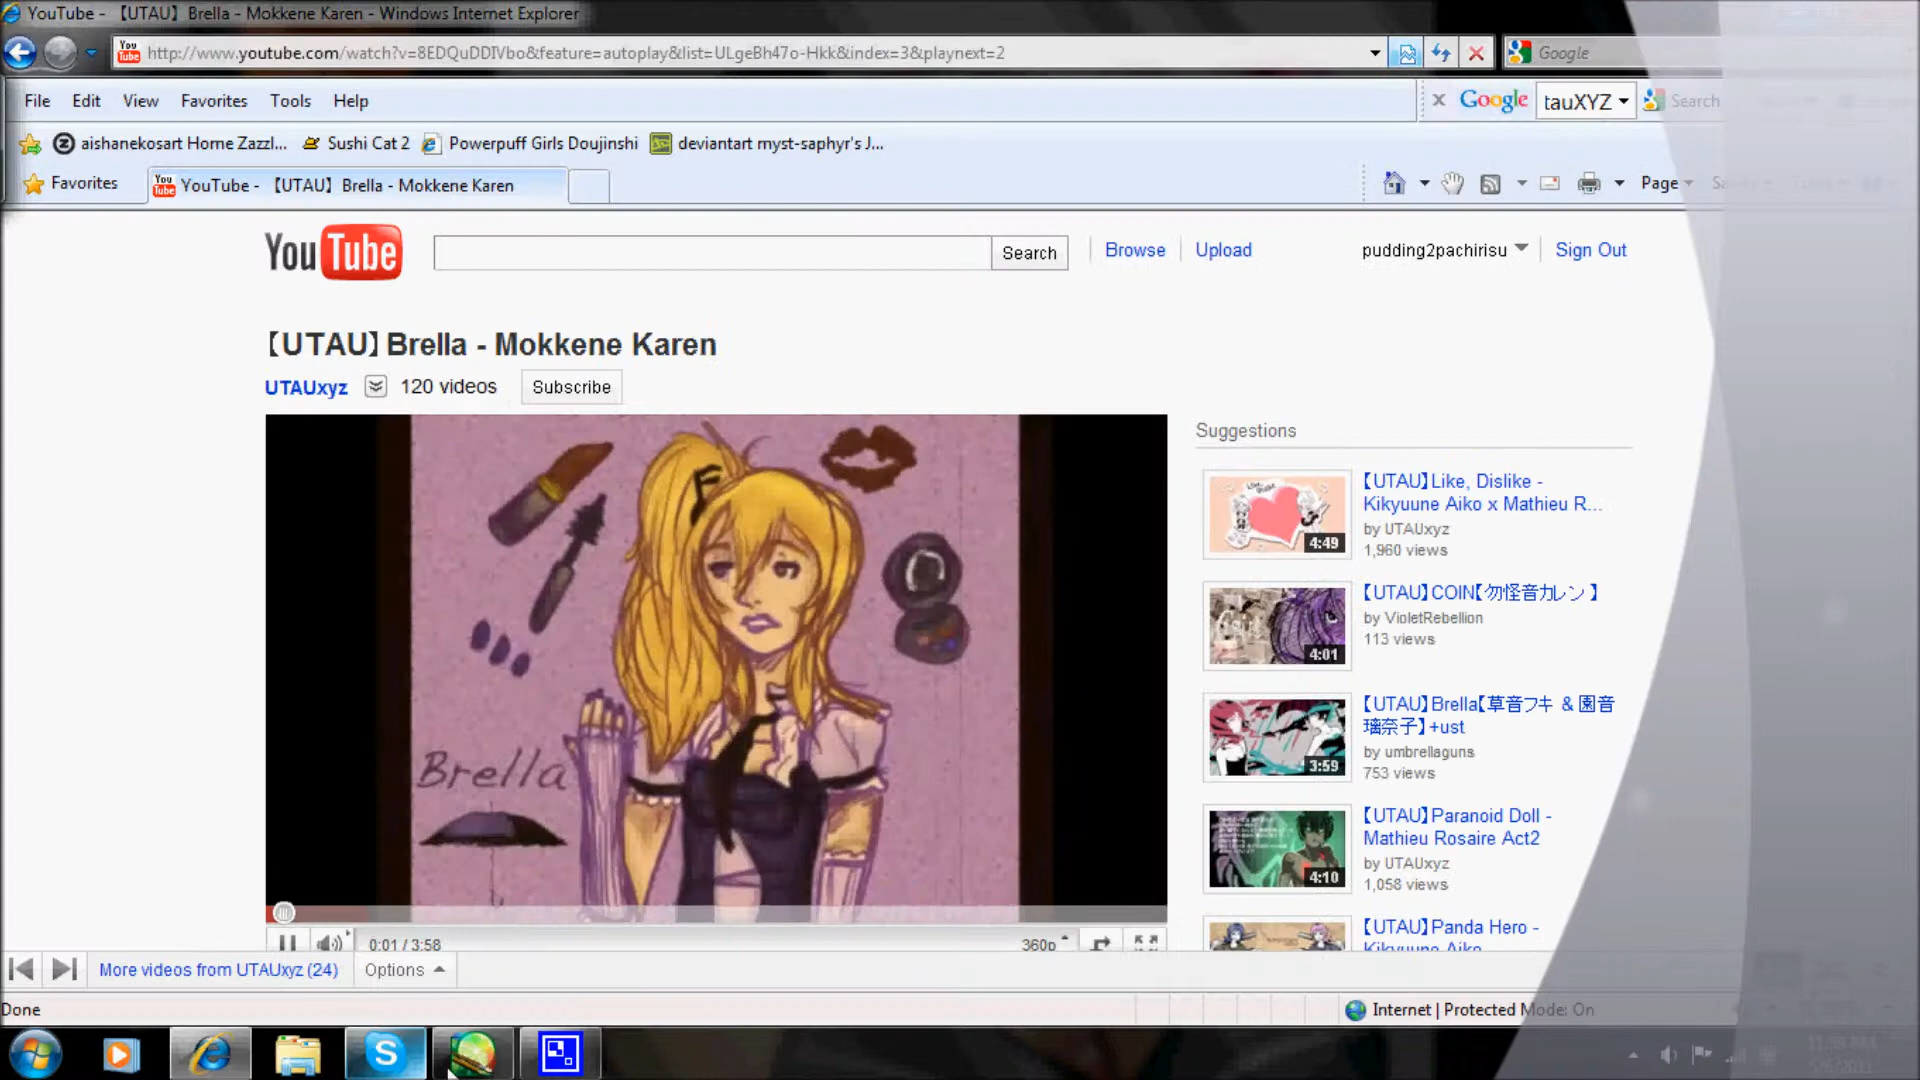 YouTube - 【UTAU】 Brella - Mokkene Karen - Windows Internet Explorer
http://www.youtube.com/watch?v=8EDQuDDIVbo&feature=autoplay&list=ULgeBh47o-Hkk&index=3&playnext=2
Google
File Edit View Favorites Tools Help
x Google tauXYZ Search
aishanekosart Home Zazzl... Sushi Cat 2 Powerpuff Girls Doujinshi deviantart myst-saphyr's J...
Favorites YouTube - 【UTAU】 Brella - Mokkene Karen
Page
YouTube
Search Browse Upload pudding2pachirisu Sign Out
【UTAU】Brella - Mokkene Karen
UTAUxyz 120 videos Subscribe
Brella
Suggestions
【UTAU】Like, Dislike -
Kikyuune Aiko x Mathieu R...
by UTAUxyz
1,960 views
4:49
【UTAU】COIN【勿怪音カレン】
by VioletRebellion
113 views
4:01
【UTAU】Brella【草音フキ & 園音
璃奈子】+ust
by umbrellaguns
753 views
3:59
【UTAU】Paranoid Doll -
Mathieu Rosaire Act2
by UTAUxyz
1,058 views
4:10
【UTAU】Panda Hero -
Kikyuune Aiko
0:01 / 3:58 360p
More videos from UTAUxyz (24) Options
Done
Internet | Protected Mode: On